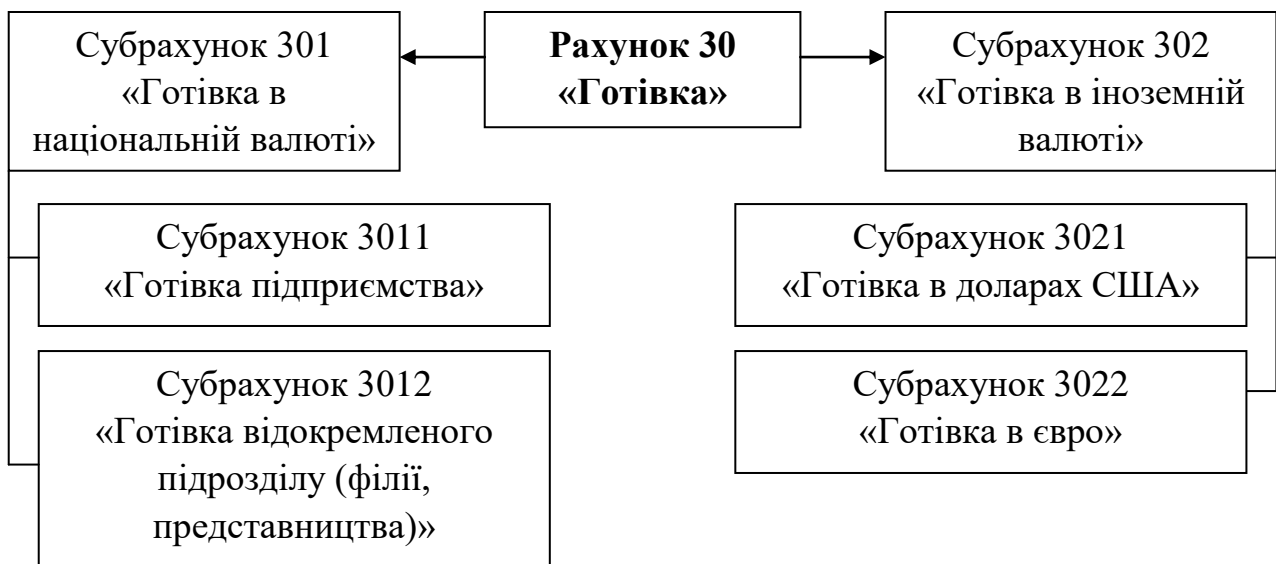 Субрахунок 301
«Готівка в
національній валюті»
Рахунок 30
«Готівка»
Субрахунок 302
«Готівка в іноземній
валюті»
Субрахунок 3011
«Готівка підприємства»
Субрахунок 3021
«Готівка в доларах США»
Субрахунок 3012
«Готівка відокремленого
підрозділу (філії,
представництва)»
Субрахунок 3022
«Готівка в євро»